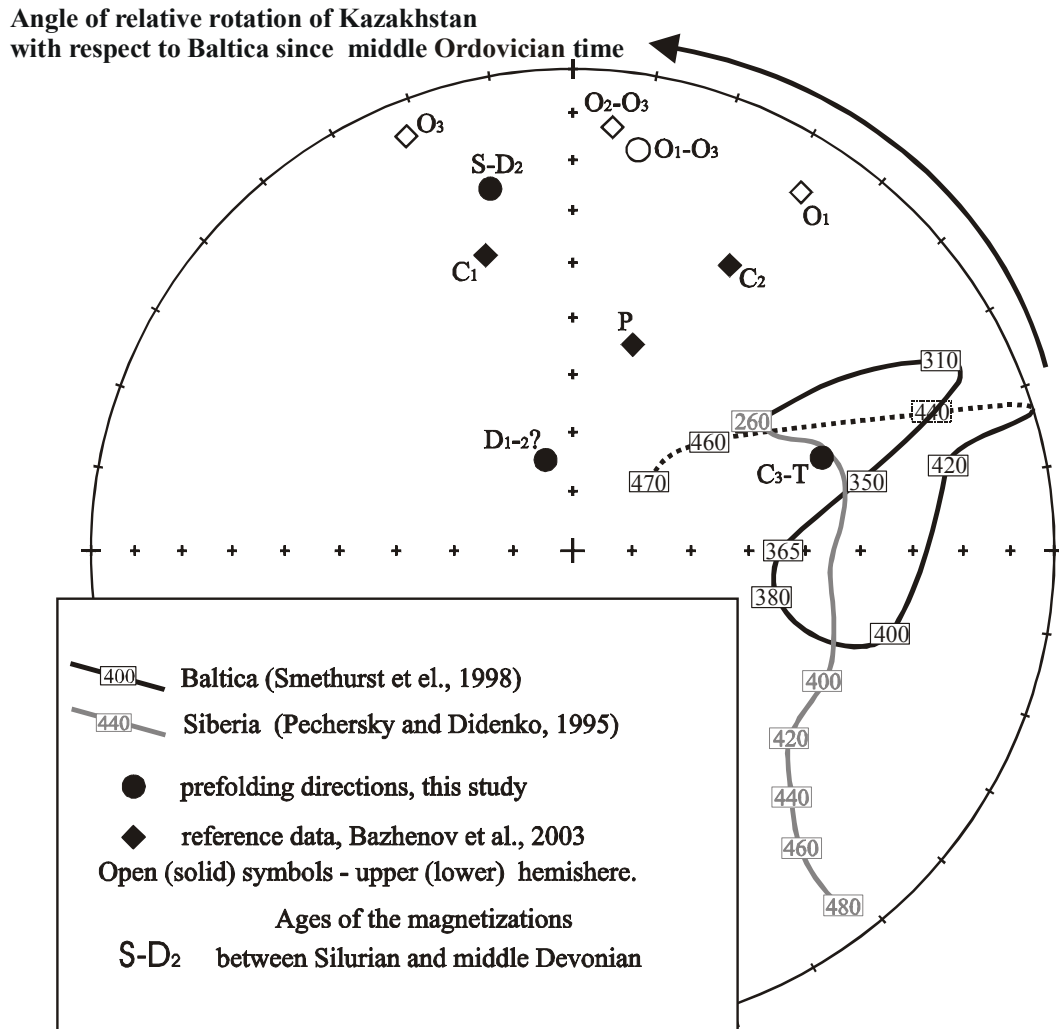 Angle of relative rotation of Kazakhstan
with respect to Baltica since middle Ordovician time
O₂-O₃
O₃
O₁-O₃
S-D₂
O₁
C₁
C₂
P
310
440
260
460
D₁-₂?
420
C₃-T
470
350
365
380
400
400
420
440
460
480
400 Baltica (Smethurst et el., 1998)
440 Siberia (Pechersky and Didenko, 1995)
prefolding directions, this study
reference data, Bazhenov et al., 2003
Open (solid) symbols - upper (lower) hemishere.
Ages of the magnetizations
S-D₂ between Silurian and middle Devonian